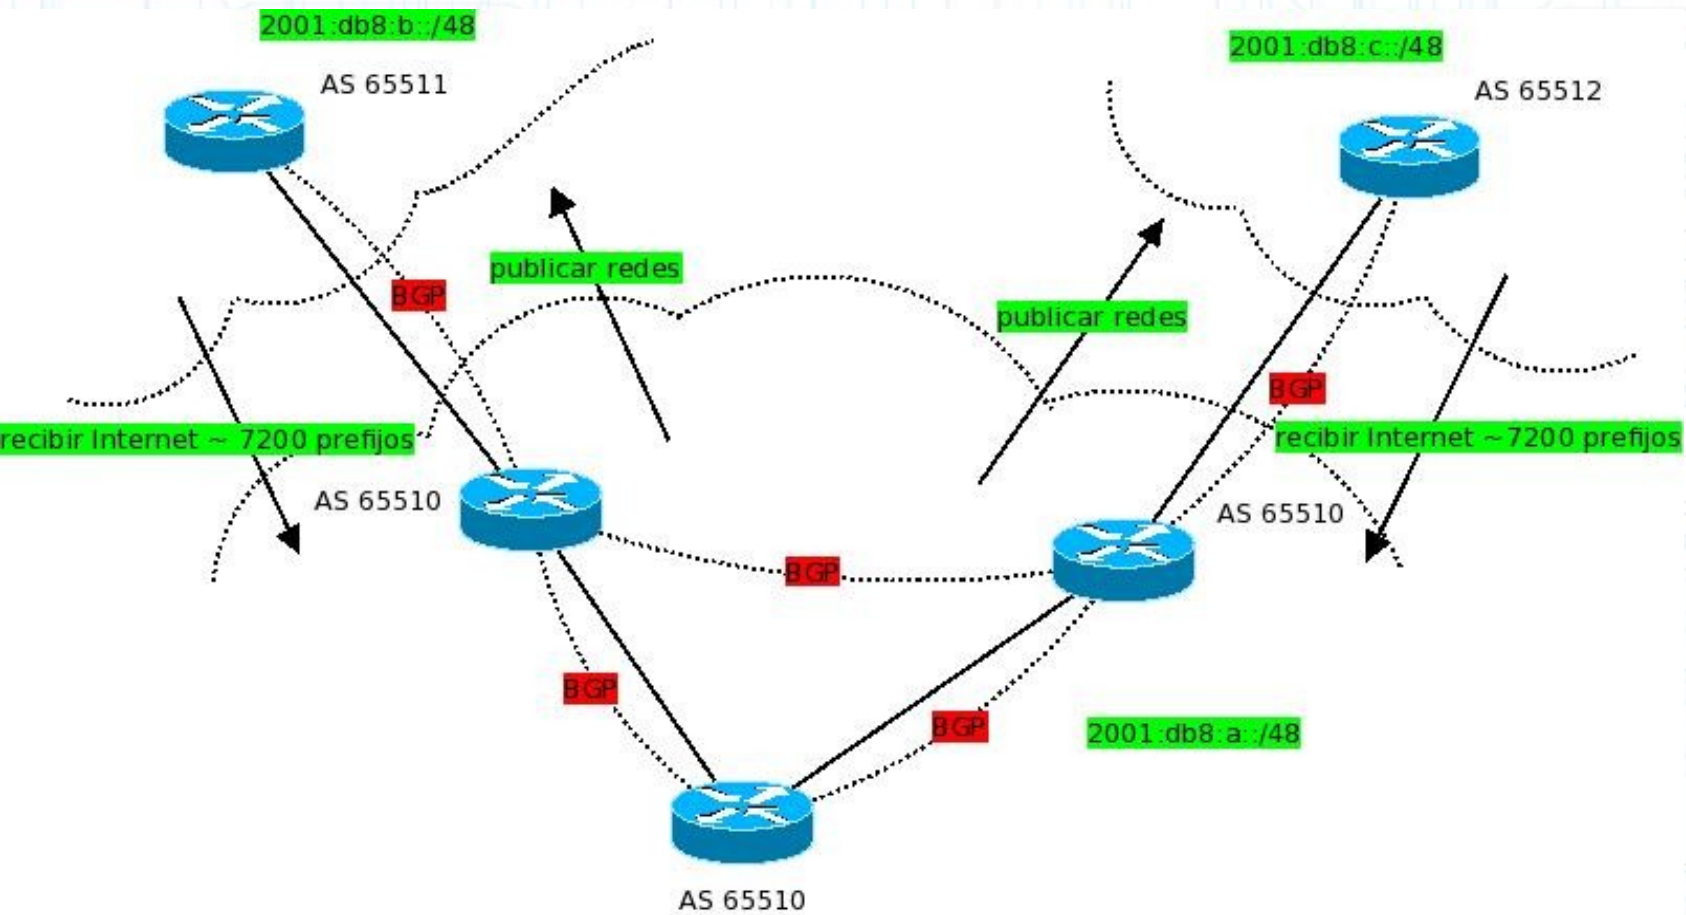 2001:db8:b::/48
2001:db8:c::/48
AS 65511
AS 65512
publicar redes
BGP
publicar redes
BGP
recibir Internet ~ 7200 prefijos
recibir Internet ~7200 prefijos
AS 65510
AS 65510
BGP
BGP
BGP
2001:db8:a::/48
AS 65510